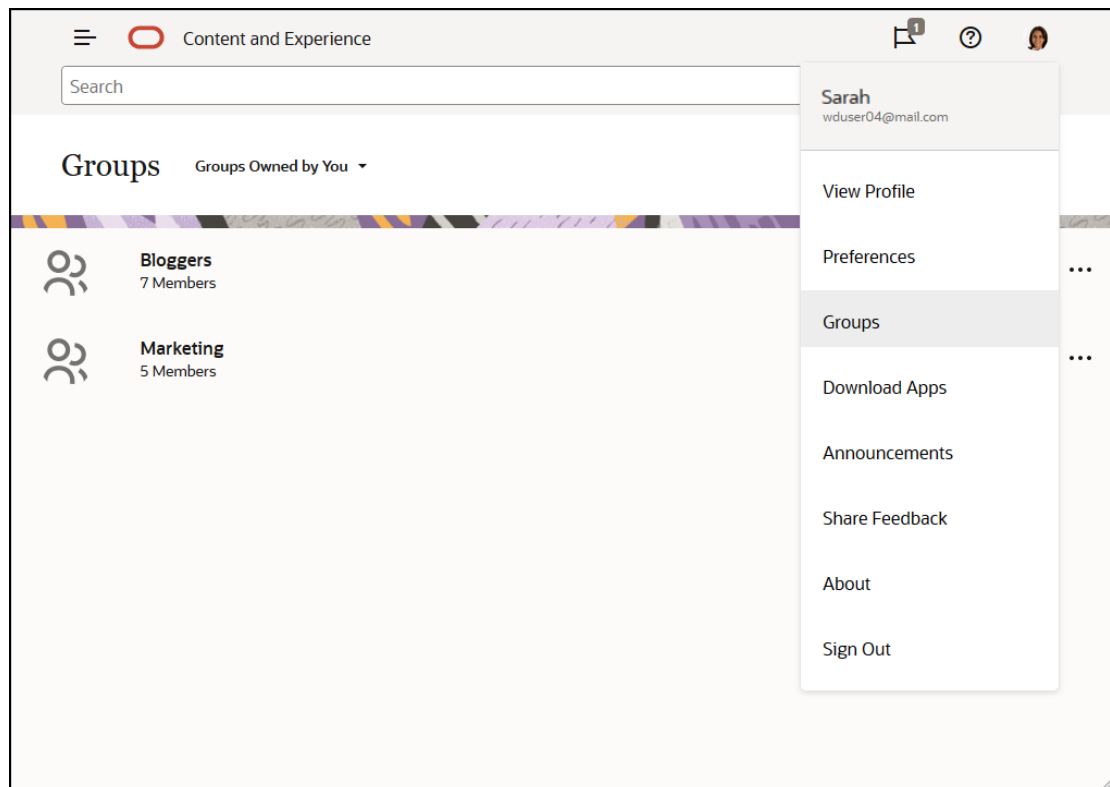 Content and Experience
1
Search
Sarah
wduser04@mail.com
Groups
Groups Owned by You
View Profile
Preferences
Groups
Download Apps
Announcements
Share Feedback
About
Sign Out
Bloggers
7 Members
Marketing
5 Members